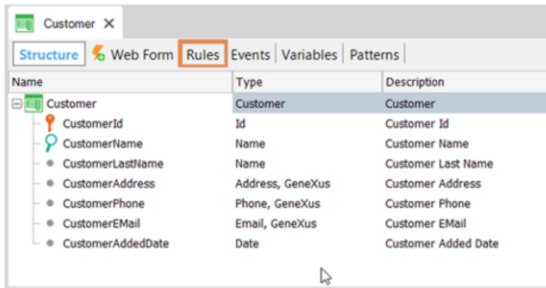 Customer
Structure Web Form Rules Events Variables Patterns
Name Type Description
Customer Customer Customer
CustomerId Id Customer Id
CustomerName Name Customer Name
CustomerLastName Name Customer Last Name
CustomerAddress Address, GeneXus Customer Address
CustomerPhone Phone, GeneXus Customer Phone
CustomerEMail Email, GeneXus Customer EMail
CustomerAddedDate Date Customer Added Date